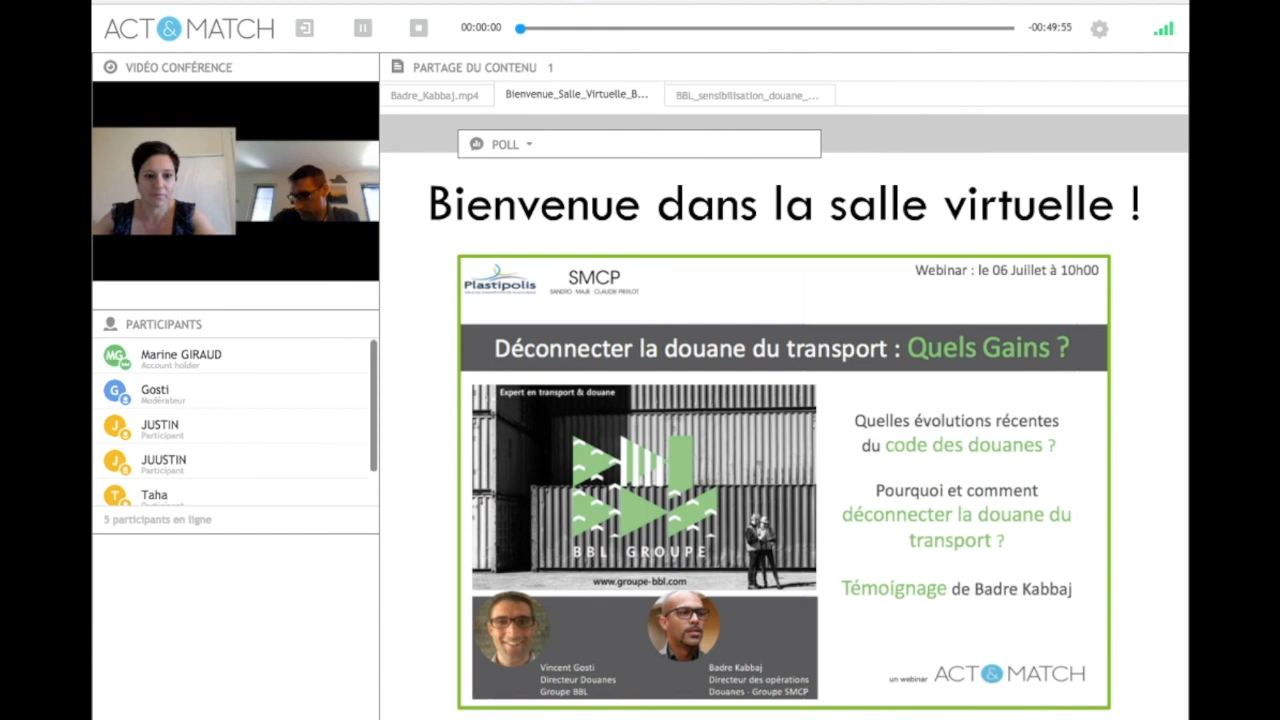 ACT & MATCH
00:00:00
-00:49:55
VIDÉO CONFÉRENCE
PARTAGE DU CONTENU 1
Badre_Kabbaj.mp4
Bienvenue_Salle_Virtuelle_B...
BBL_sensibilisation_douane_...
POLL
Bienvenue dans la salle virtuelle !
Plastipolis
SMCP
SANDRO MAJE CLAUDIE PIERLOT
Webinar : le 06 Juillet à 10h00
Déconnecter la douane du transport : Quels Gains ?
Expert en transport & douane
BBL GROUPE
www.groupe-bbl.com
Quelles évolutions récentes
du code des douanes ?
Pourquoi et comment
déconnecter la douane du
transport ?
Témoignage de Badre Kabbaj
Vincent Gosti
Directeur Douanes
Groupe BBL
Badre Kabbaj
Directeur des opérations
Douanes - Groupe SMCP
un webinar ACT & MATCH
PARTICIPANTS
MG
Marine GIRAUD
Account holder
G
Gosti
Modérateur
J
JUSTIN
Participant
J
JUUSTIN
Participant
T
Taha
5 participants en ligne